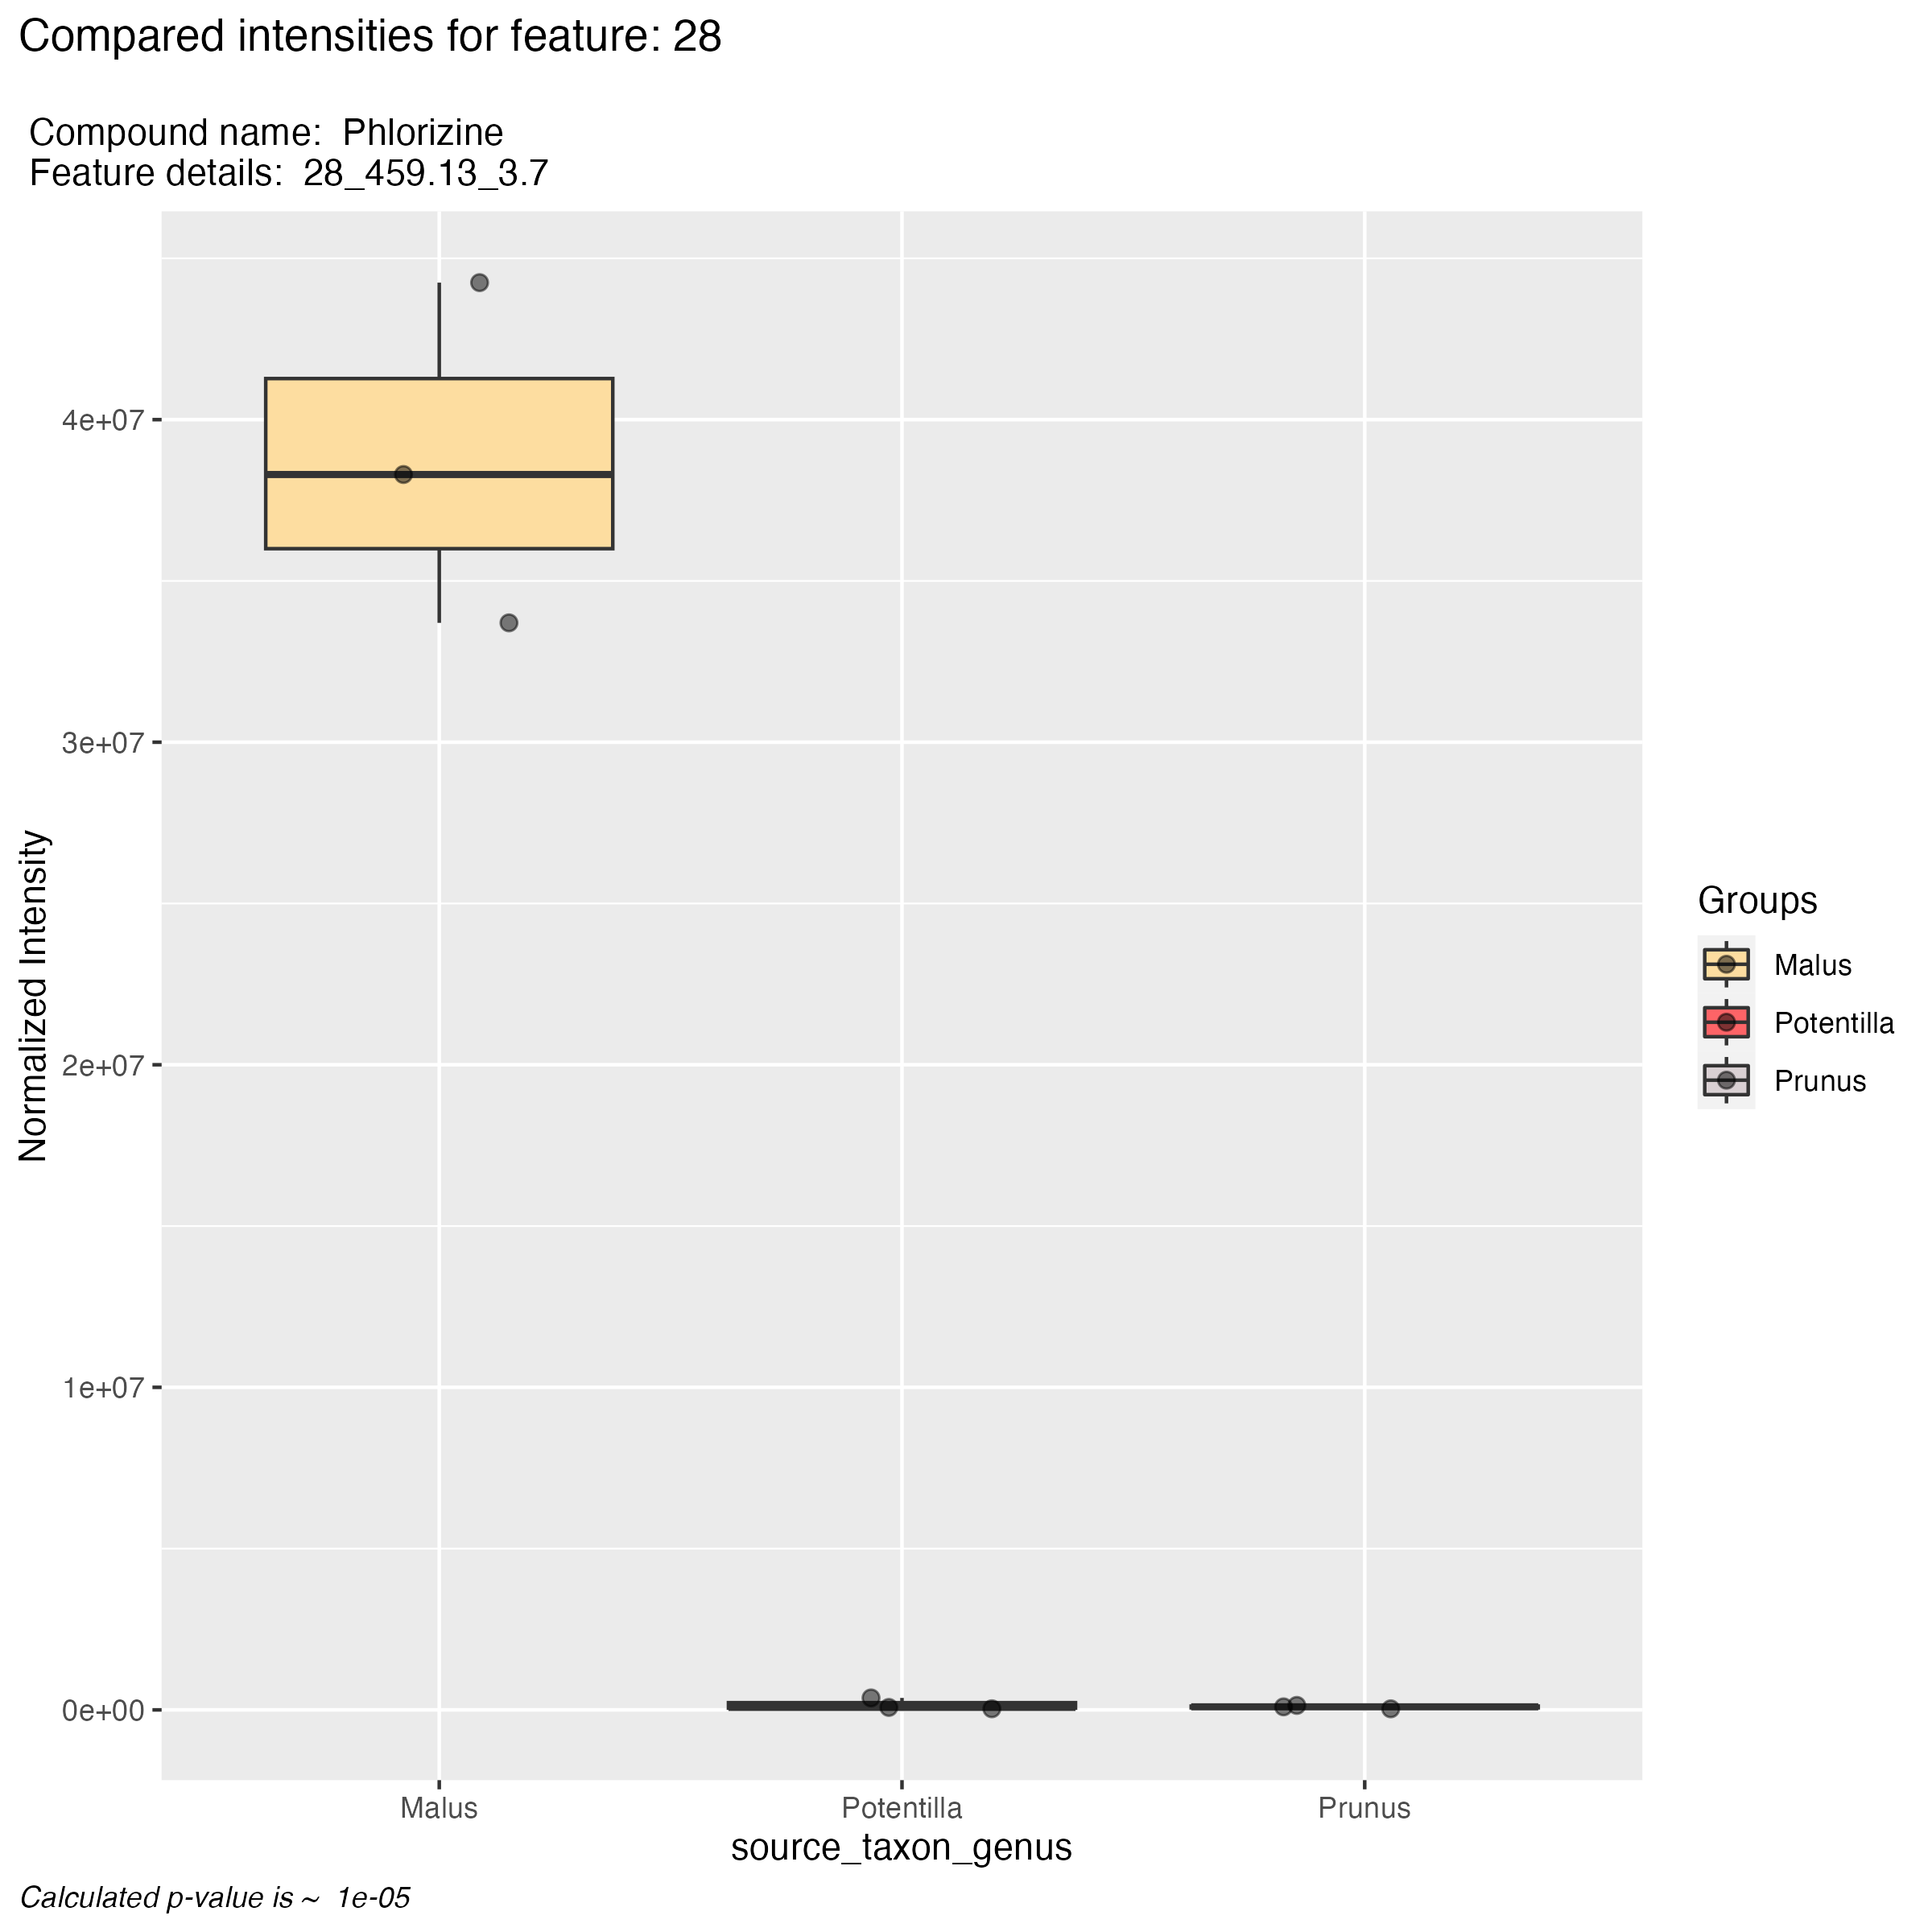 Compared intensities for feature: 28
Compound name:  Phlorizine
Feature details:  28_459.13_3.7
Normalized Intensity
4e+07
3e+07
2e+07
1e+07
0e+00
Malus
Potentilla
Prunus
source_taxon_genus
Groups
Malus
Potentilla
Prunus
Calculated p-value is ~  1e-05